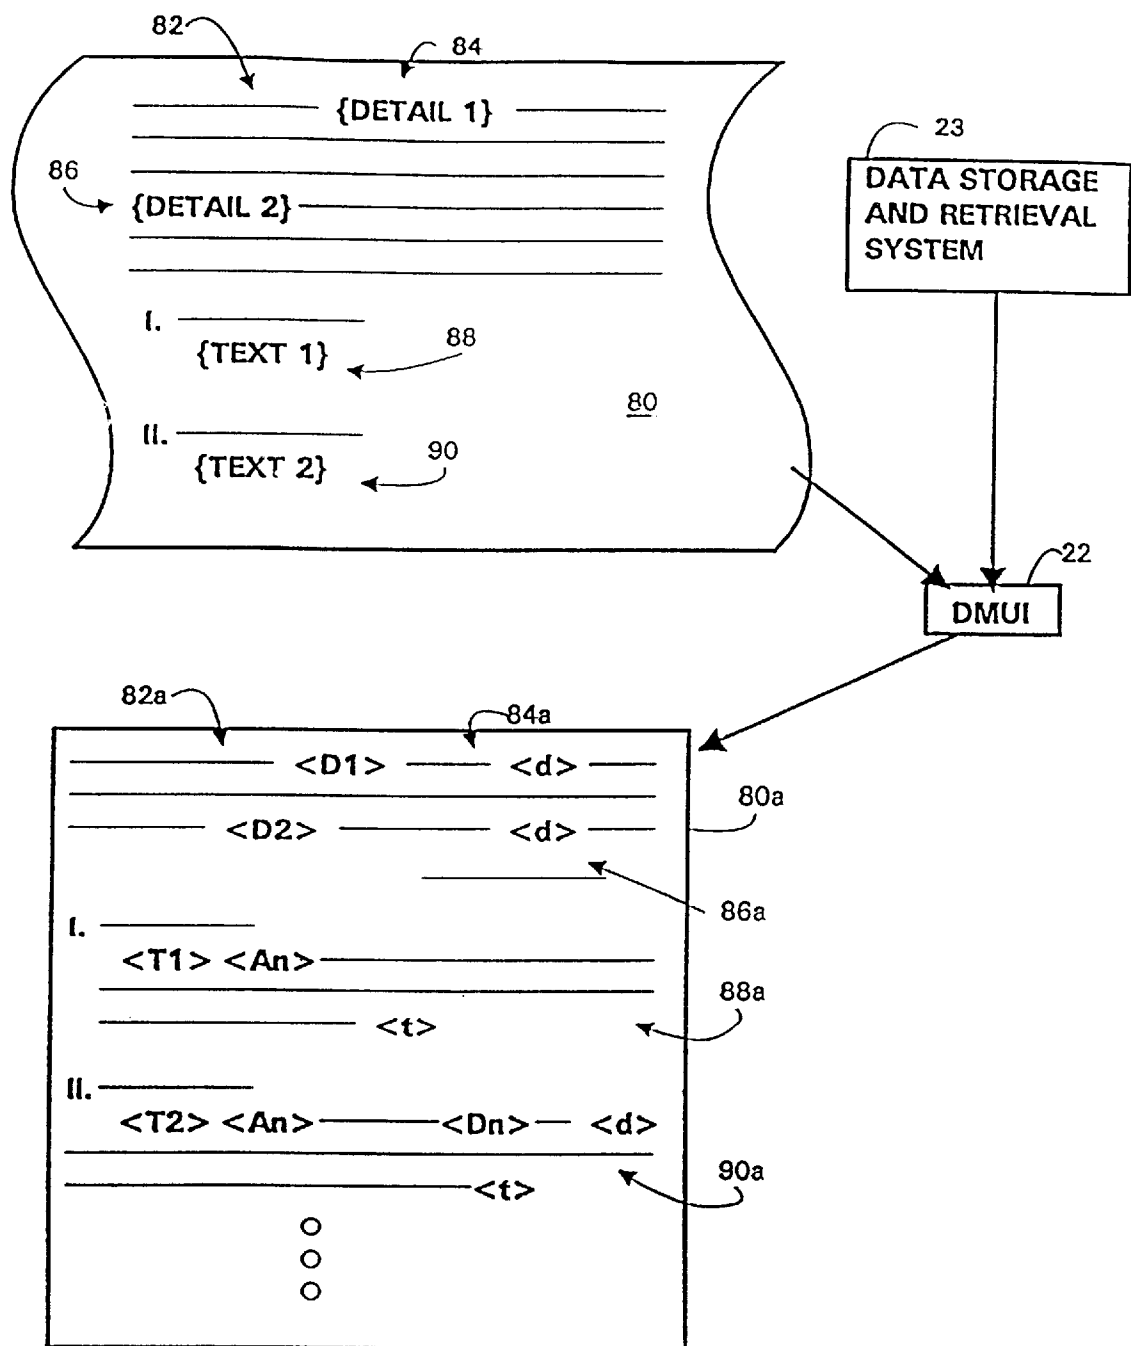 82
84
{DETAIL 1}
86
{DETAIL 2}
I.
{TEXT 1}
88
80
II.
{TEXT 2}
90
23
DATA STORAGE
AND RETRIEVAL
SYSTEM
22
DMUI
82a
84a
<D1> <d>
80a
<D2> <d>
86a
I.
<T1> <An>
88a
<t>
II.
<T2> <An> <Dn> <d>
90a
<t>